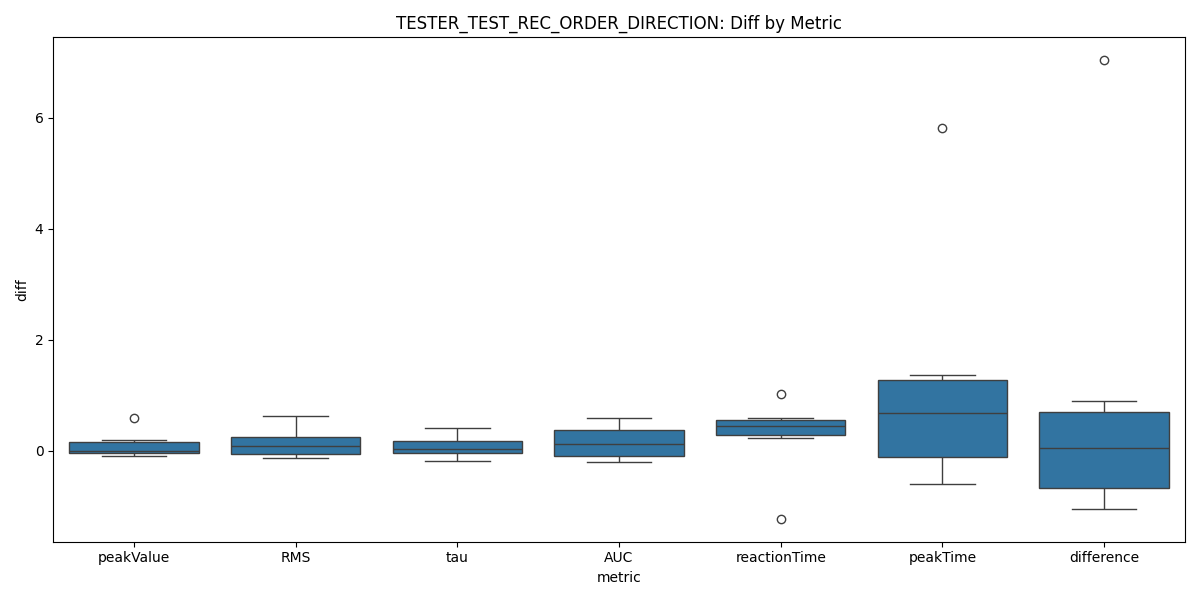 TESTER_TEST_REC_ORDER_DIRECTION: Diff by Metric
6
4
2
0
diff
peakValue RMS tau AUC reactionTime peakTime difference
metric